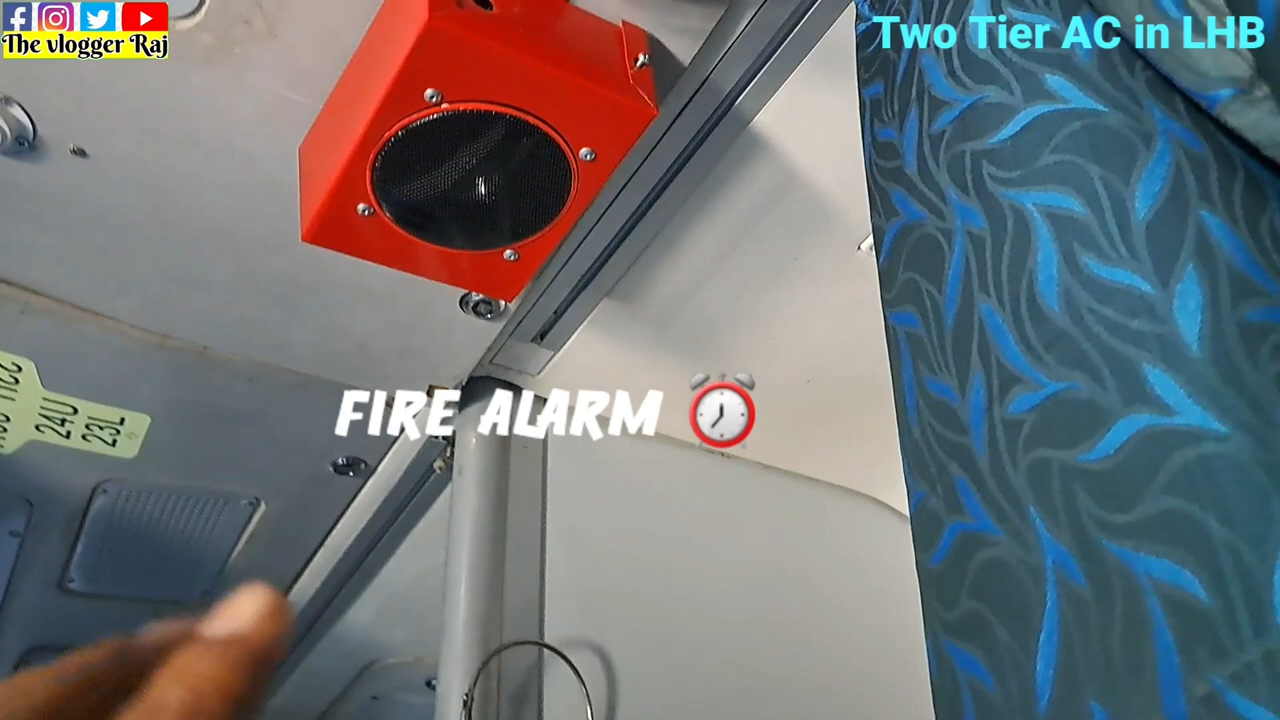 The vlogger Raj
Two Tier AC in LHB
FIRE ALARM
24U
23L